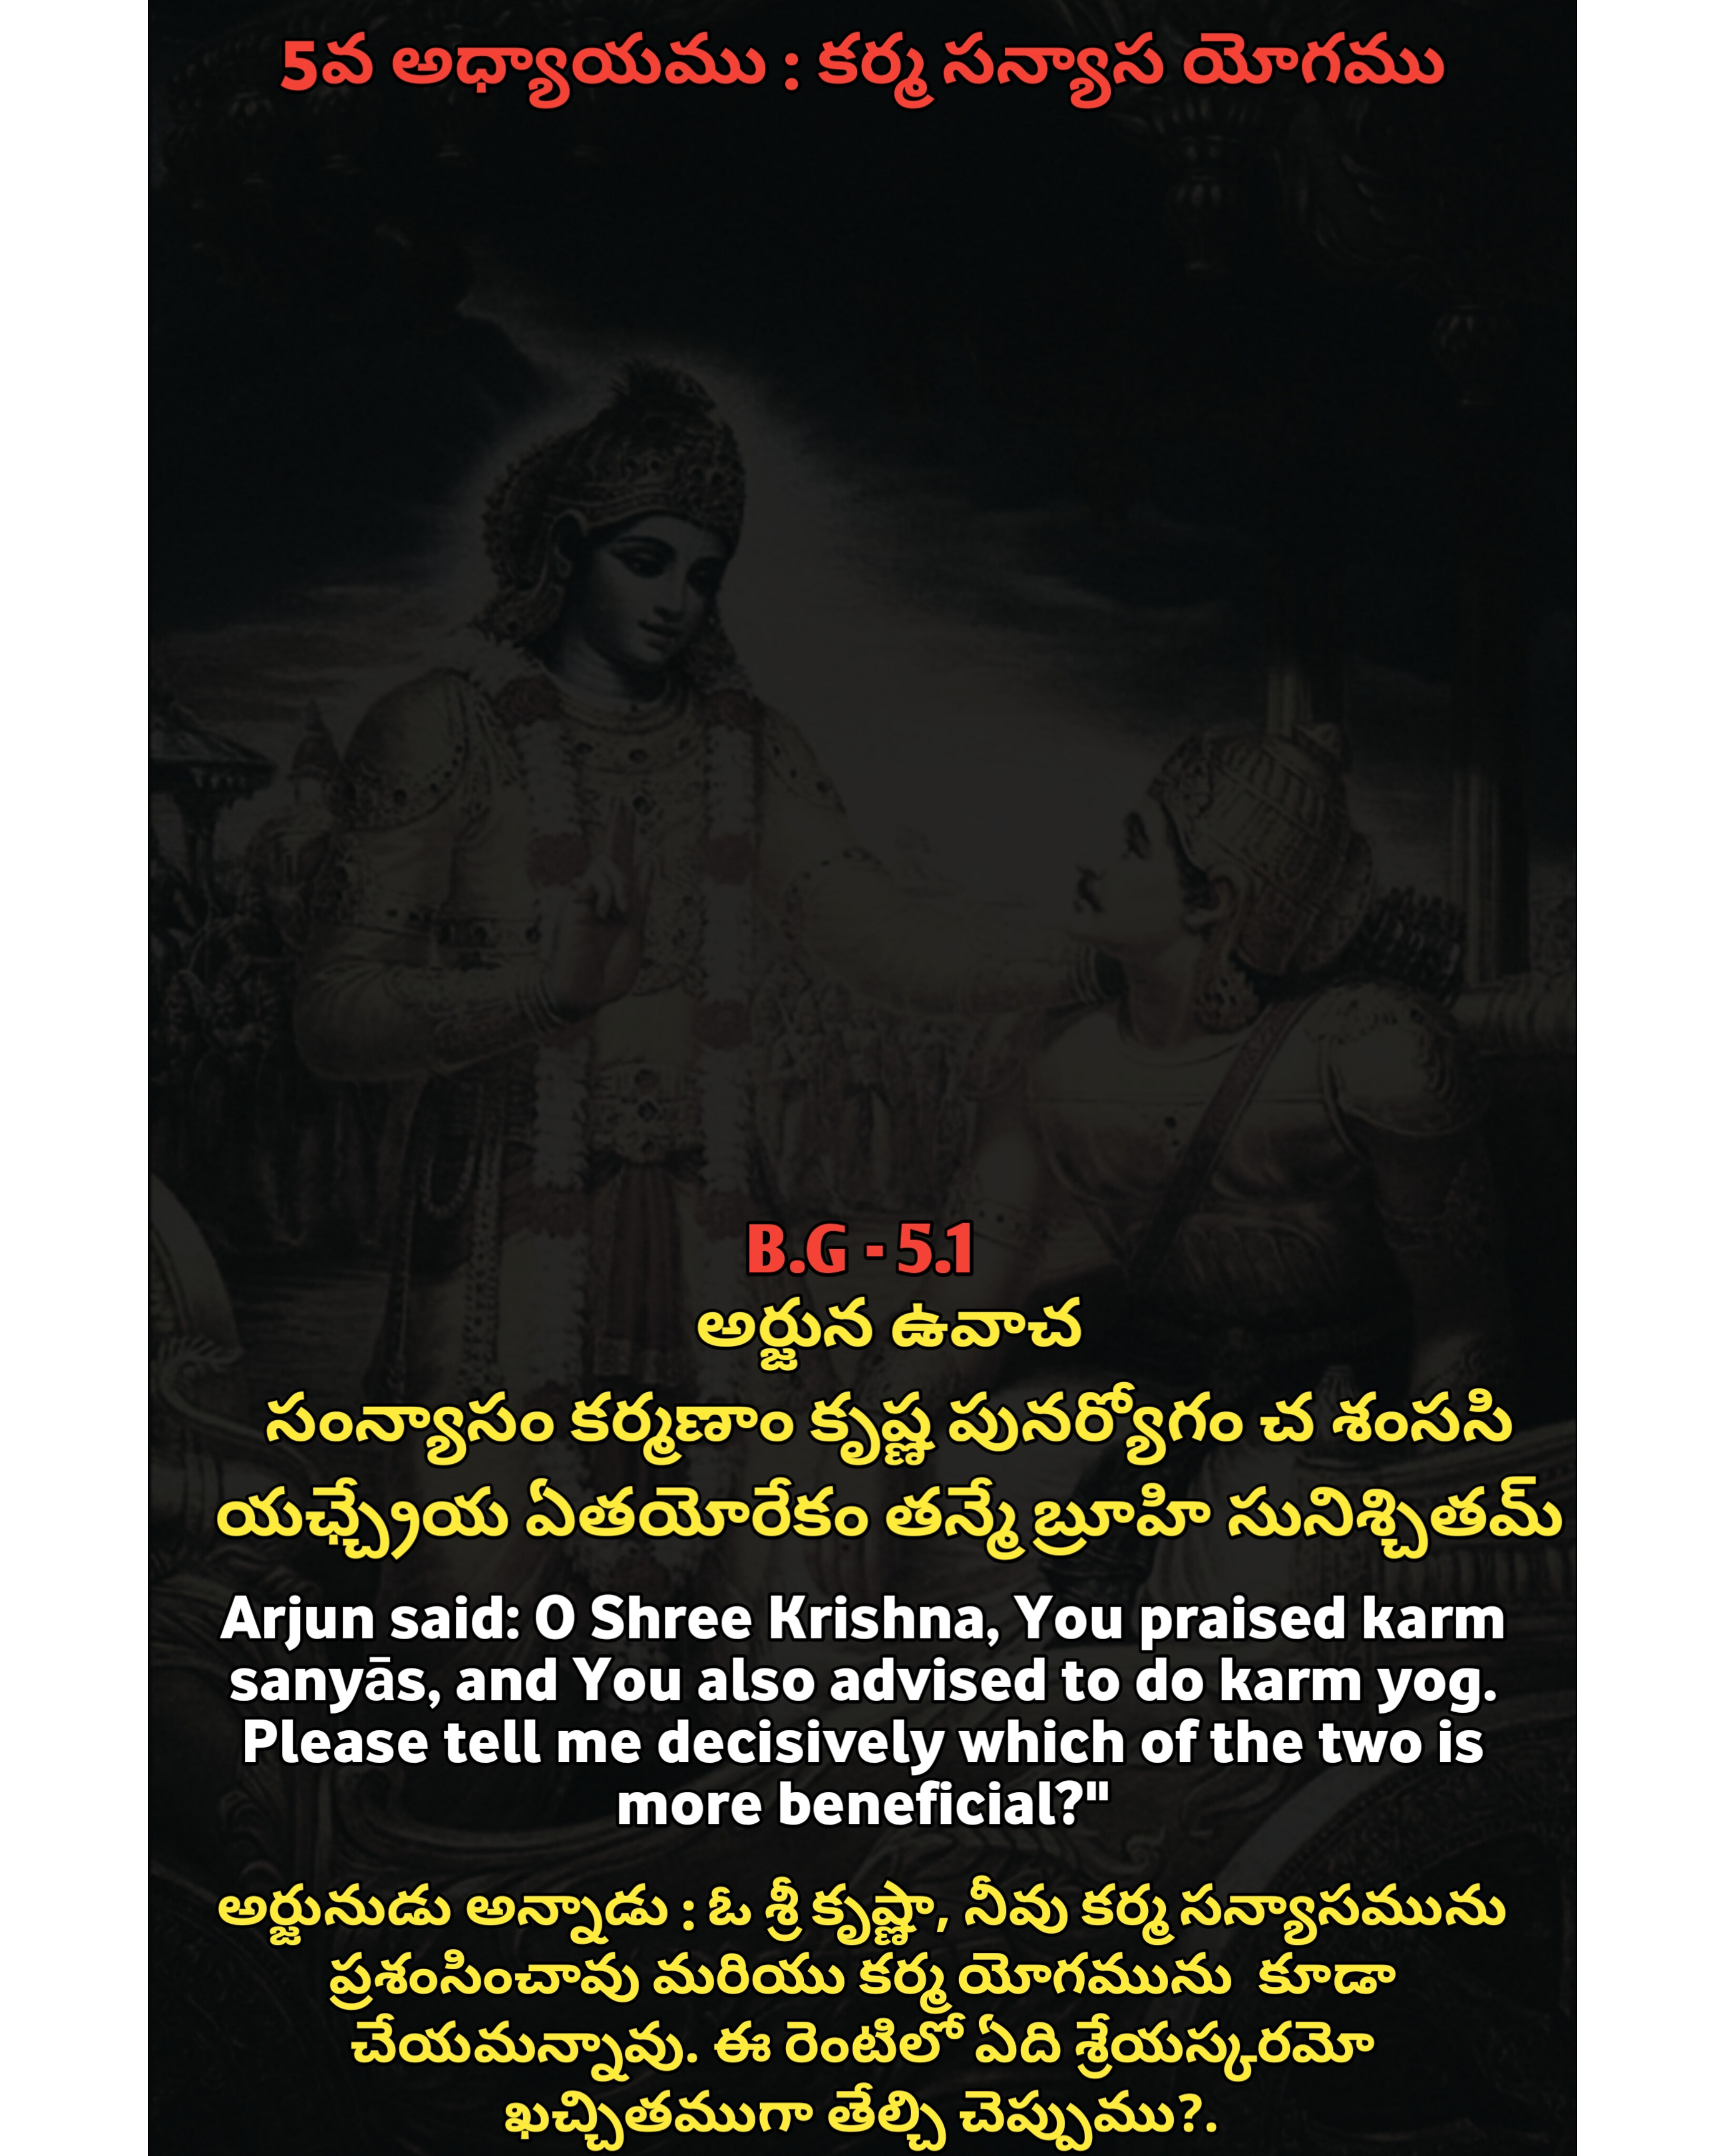 5వ అధ్యాయము : కర్మ సన్యాస యోగము
B.G - 5.1
అర్జున ఉవాచ
సంన్యాసం కర్మణాం కృష్ణ పునర్యోగం చ శంససి
యచ్ఛ్రేయ ఏతయోరేకం తన్మే బ్రూహి సునిశ్చితమ్
Arjun said: O Shree Krishna, You praised karm
sanyās, and You also advised to do karm yog.
Please tell me decisively which of the two is
more beneficial?"
అర్జునుడు అన్నాడు : ఓ శ్రీ కృష్ణా, నీవు కర్మ సన్యాసమును
ప్రశంసించావు మరియు కర్మ యోగమును కూడా
చేయమన్నావు. ఈ రెంటిలో ఏది శ్రేయస్కరమో
ఖచ్చితముగా తేల్చి చెప్పుము?.